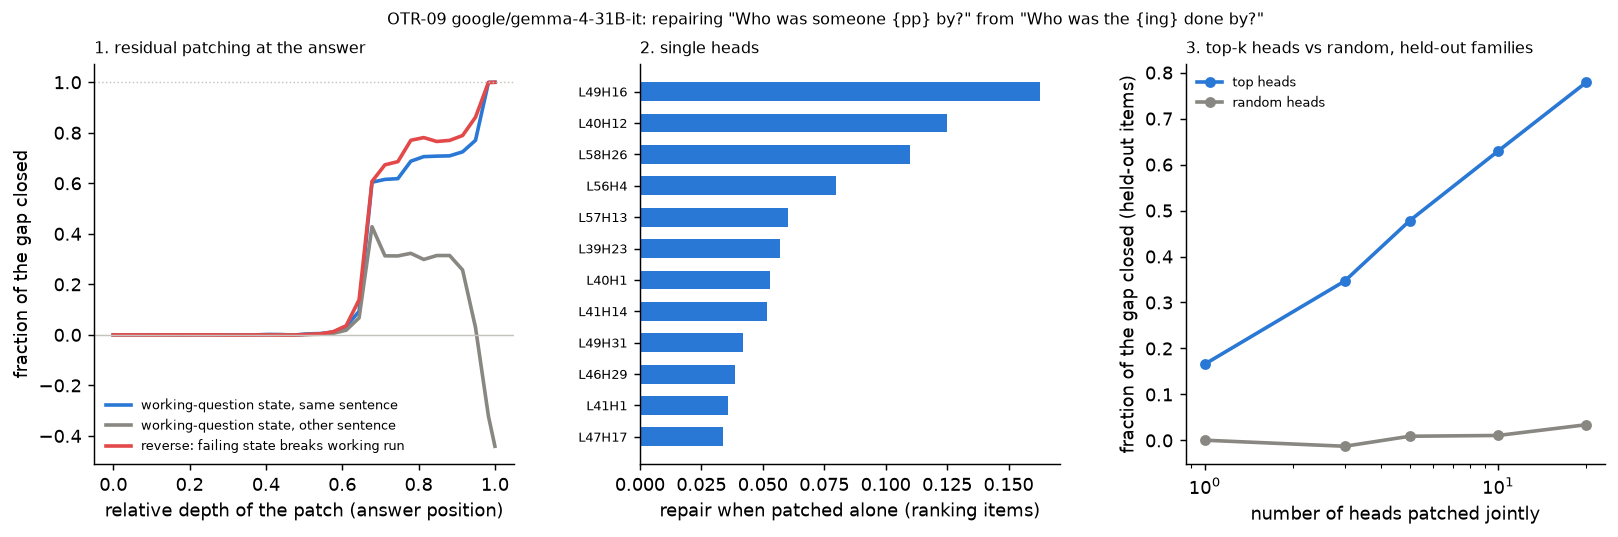 OTR-09 google/gemma-4-31B-it: repairing "Who was someone {pp} by?" from "Who was the {ing} done by?"
1. residual patching at the answer
fraction of the gap closed
1.0
0.8
0.6
0.4
0.2
0.0
−0.2
−0.4
working-question state, same sentence
working-question state, other sentence
reverse: failing state breaks working run
0.0 0.2 0.4 0.6 0.8 1.0
relative depth of the patch (answer position)
2. single heads
L49H16
L40H12
L58H26
L56H4
L57H13
L39H23
L40H1
L41H14
L49H31
L46H29
L41H1
L47H17
0.000 0.025 0.050 0.075 0.100 0.125 0.150
repair when patched alone (ranking items)
3. top-k heads vs random, held-out families
fraction of the gap closed (held-out items)
0.8
0.7
0.6
0.5
0.4
0.3
0.2
0.1
0.0
top heads
random heads
10⁰ 10¹
number of heads patched jointly